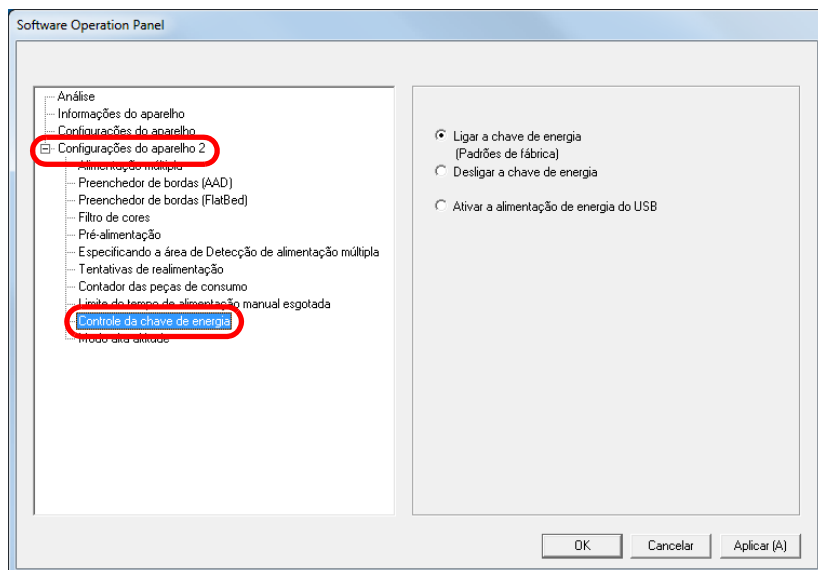 Software Operation Panel
Análise
Informações do aparelho
Configurações do aparelho
Configurações do aparelho 2
Alimentação múltipla
Preenchedor de bordas (AAD)
Preenchedor de bordas (FlatBed)
Filtro de cores
Pré-alimentação
Especificando a área de Detecção de alimentação múltipla
Tentativas de realimentação
Contador das peças de consumo
Limite do tempo de alimentação manual esgotada
Controle da chave de energia
Modo alta altitude
Ligar a chave de energia
(Padrões de fábrica)
Desligar a chave de energia
Ativar a alimentação de energia do USB
OK
Cancelar
Aplicar (A)